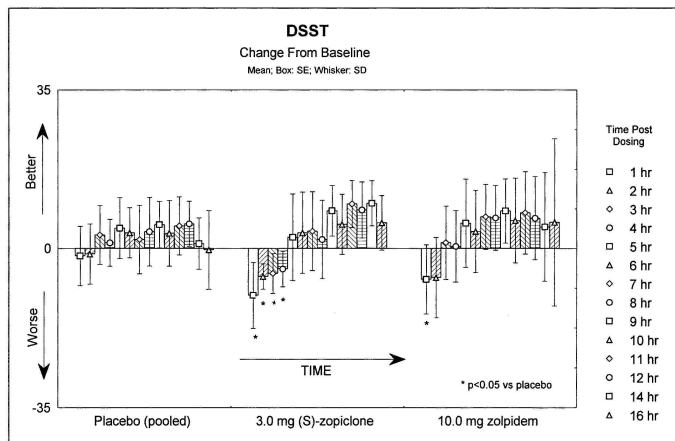 DSST
Change From Baseline
Mean; Box: SE; Whisker: SD
35
Better
0
Worse
-35
* 
* * *
*
TIME
* p<0.05 vs placebo
Placebo (pooled)
3.0 mg (S)-zopiclone
10.0 mg zolpidem
Time Post
Dosing
1 hr
2 hr
3 hr
4 hr
5 hr
6 hr
7 hr
8 hr
9 hr
10 hr
11 hr
12 hr
14 hr
16 hr